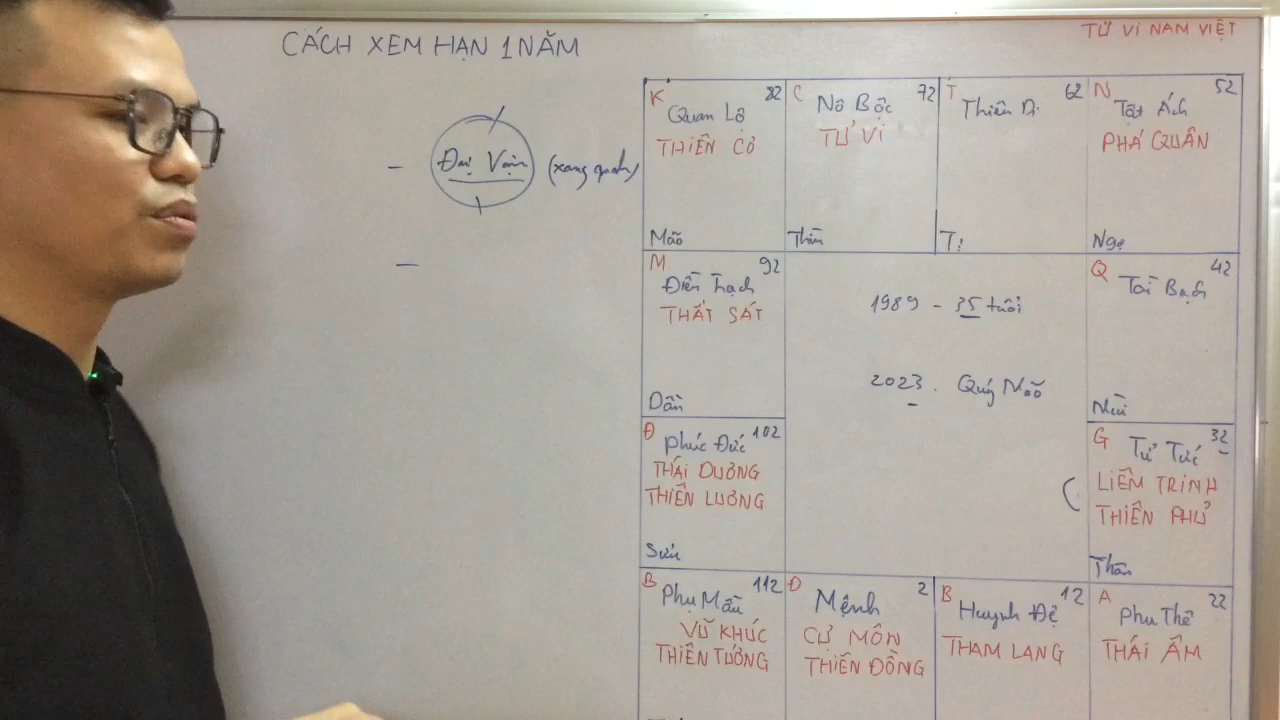 CÁCH XEM HẠN 1 NĂM
TỬ VI NAM VIỆT
- Đại Vận (xung quanh)
-
K 82
Quan Lộ
THIÊN CƠ
Mão
C 72
Nô Bộc
TỬ VI
Thìn
T 62
Thiên Di
Tị
N 52
Tật Ách
PHÁ QUÂN
Ngọ
M 92
Điền Trạch
THẤT SÁT
Dần
1989 - 35 tuổi
2023. Quý Mão
Q 42
Tài Bạch
Mùi
Đ 102
Phúc Đức
THÁI DƯƠNG
THIÊN LƯƠNG
Sửu
G 32
Tử Tức
LIÊM TRINH
THIÊN PHỦ
Thân
B 112
Phụ Mẫu
VŨ KHÚC
THIÊN TƯỚNG
Đ 2
Mệnh
CỰ MÔN
THIÊN ĐỒNG
B 12
Huynh Đệ
THAM LANG
A 22
Phu Thê
THÁI ÂM